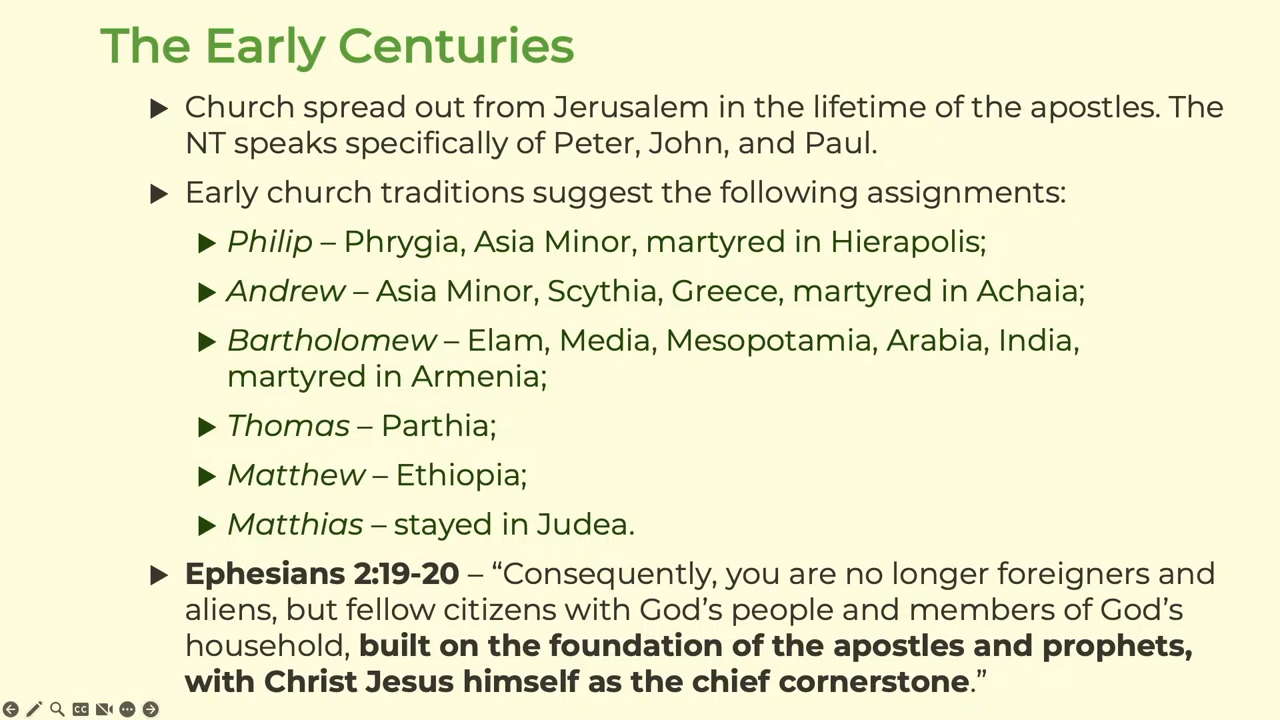 The Early Centuries
Church spread out from Jerusalem in the lifetime of the apostles. The
NT speaks specifically of Peter, John, and Paul.
Early church traditions suggest the following assignments:
Philip – Phrygia, Asia Minor, martyred in Hierapolis;
Andrew – Asia Minor, Scythia, Greece, martyred in Achaia;
Bartholomew – Elam, Media, Mesopotamia, Arabia, India,
martyred in Armenia;
Thomas – Parthia;
Matthew – Ethiopia;
Matthias – stayed in Judea.
Ephesians 2:19-20 – “Consequently, you are no longer foreigners and
aliens, but fellow citizens with God’s people and members of God’s
household, built on the foundation of the apostles and prophets,
with Christ Jesus himself as the chief cornerstone.”
CC